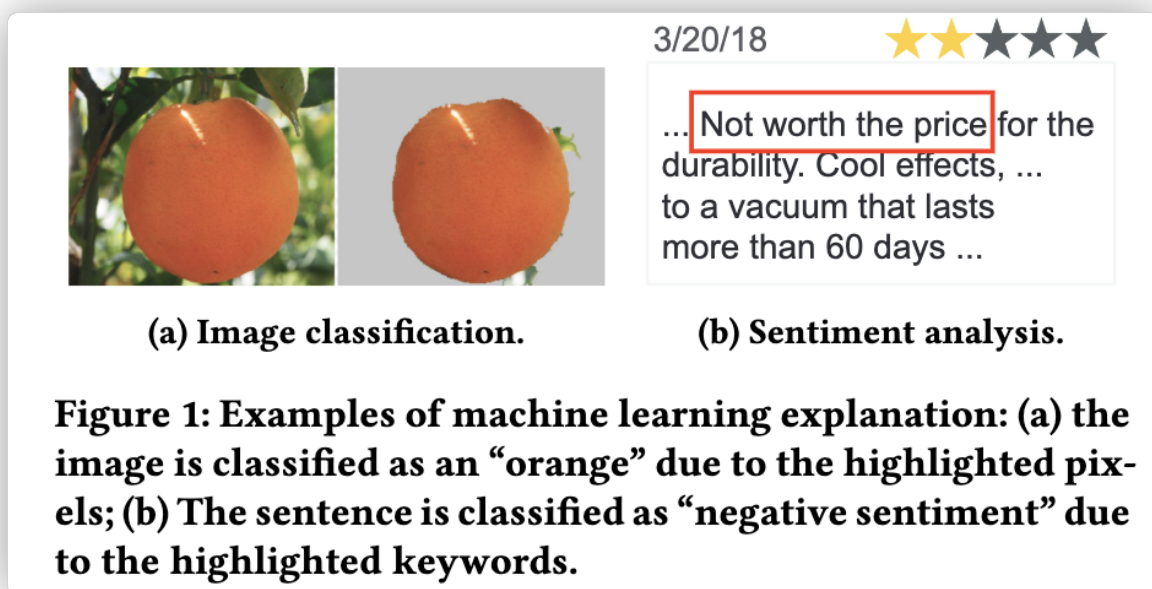 3/20/18
... Not worth the price for the
durability. Cool effects, ...
to a vacuum that lasts
more than 60 days ...
(a) Image classification.
(b) Sentiment analysis.
Figure 1: Examples of machine learning explanation: (a) the
image is classified as an “orange” due to the highlighted pix-
els; (b) The sentence is classified as “negative sentiment” due
to the highlighted keywords.